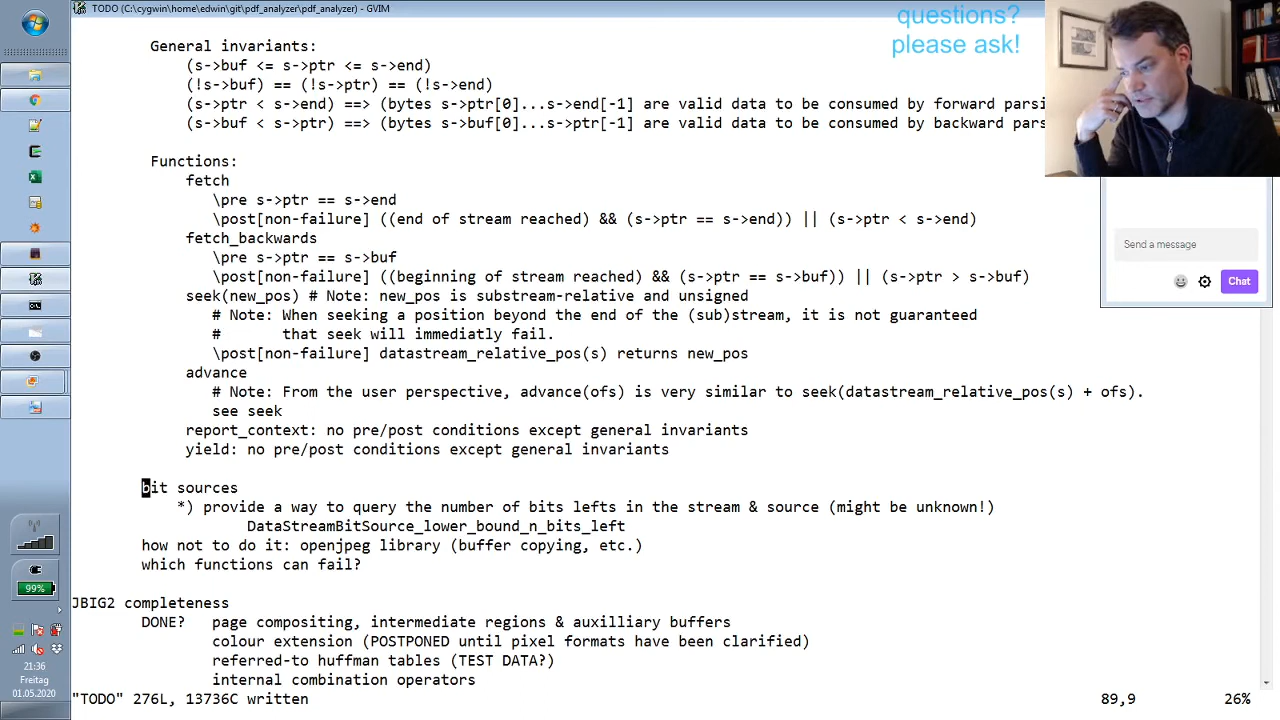 TODO (C:\cygwin\home\edwin\git\pdf_analyzer\pdf_analyzer) - GVIM
questions?
please ask!
General invariants:
(s->buf <= s->ptr <= s->end)
(!s->buf) == (!s->ptr) == (!s->end)
(s->ptr < s->end) ==> (bytes s->ptr[0]...s->end[-1] are valid data to be consumed by forward parsi
(s->buf < s->ptr) ==> (bytes s->buf[0]...s->ptr[-1] are valid data to be consumed by backward pars
Functions:
fetch
\pre s->ptr == s->end
\post[non-failure] ((end of stream reached) && (s->ptr == s->end)) || (s->ptr < s->end)
fetch_backwards
\pre s->ptr == s->buf
\post[non-failure] ((beginning of stream reached) && (s->ptr == s->buf)) || (s->ptr > s->buf)
seek(new_pos) # Note: new_pos is substream-relative and unsigned
# Note: When seeking a position beyond the end of the (sub)stream, it is not guaranteed
#       that seek will immediatly fail.
\post[non-failure] datastream_relative_pos(s) returns new_pos
advance
# Note: From the user perspective, advance(ofs) is very similar to seek(datastream_relative_pos(s) + ofs).
see seek
report_context: no pre/post conditions except general invariants
yield: no pre/post conditions except general invariants
bit sources
*) provide a way to query the number of bits lefts in the stream & source (might be unknown!)
DataStreamBitSource_lower_bound_n_bits_left
how not to do it: openjpeg library (buffer copying, etc.)
which functions can fail?
JBIG2 completeness
DONE?   page compositing, intermediate regions & auxilliary buffers
colour extension (POSTPONED until pixel formats have been clarified)
referred-to huffman tables (TEST DATA?)
internal combination operators
"TODO" 276L, 13736C written
89,9
26%
Send a message
Chat
99%
21:36
Freitag
01.05.2020